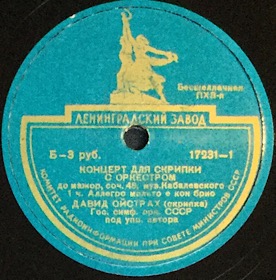 Бесшеллачная
ПХВ-я
ЛЕНИНГРАДСКИЙ ЗАВОД
Б-3 руб. 17231-1
КОНЦЕРТ ДЛЯ СКРИПКИ
С ОРКЕСТРОМ
до мажор, соч. 48, муз. Кабалевского
1 ч. Аллегро мольто е кон брио
ДАВИД ОЙСТРАХ (скрипка)
Гос. симф. орк. СССР
под упр. автора
КОМИТЕТ РАДИОИНФОРМАЦИИ ПРИ СОВЕТЕ МИНИСТРОВ СССР